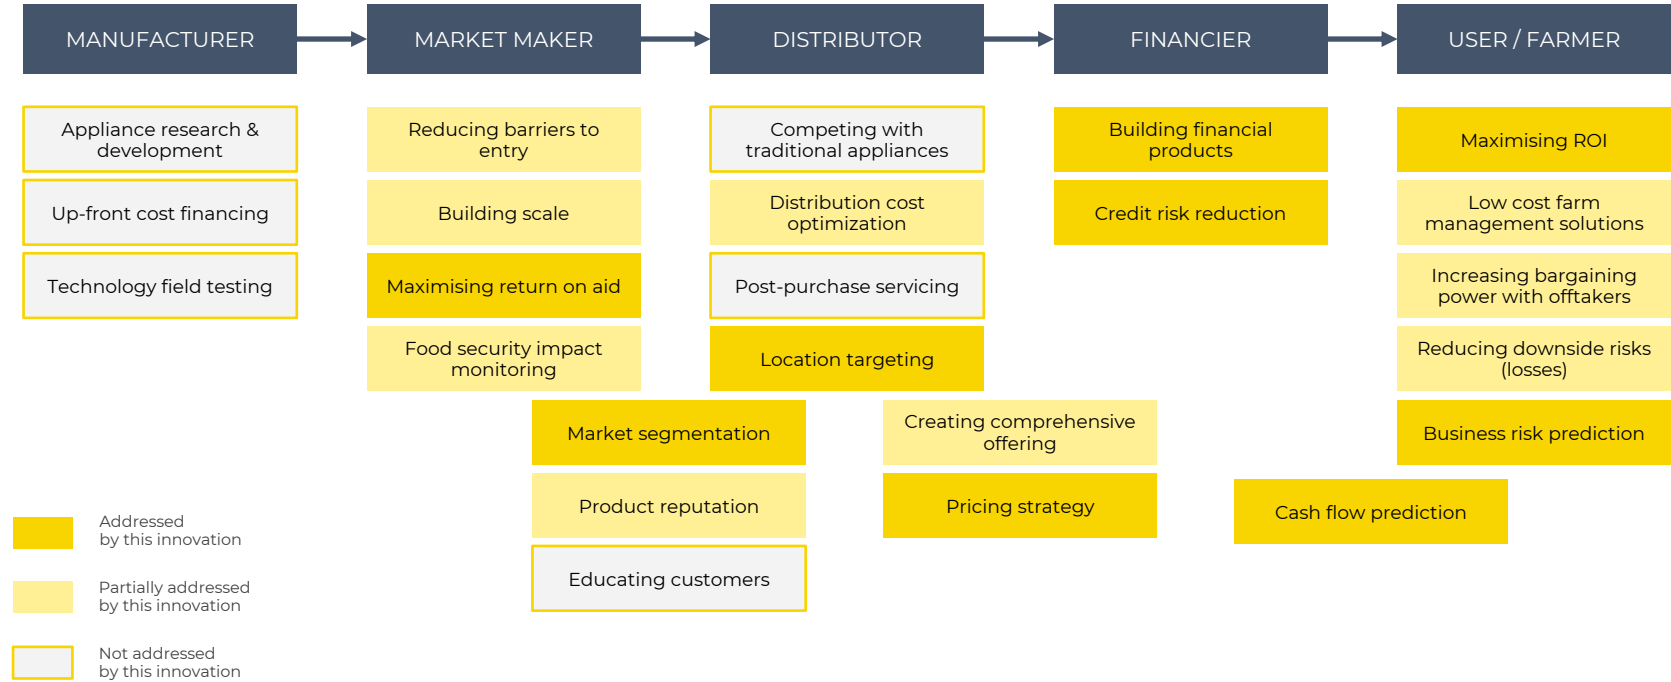 MANUFACTURER
MARKET MAKER
DISTRIBUTOR
FINANCIER
USER / FARMER
Appliance research &
development
Up-front cost financing
Technology field testing
Reducing barriers to
entry
Building scale
Maximising return on aid
Food security impact
monitoring
Competing with
traditional appliances
Distribution cost
optimization
Post-purchase servicing
Location targeting
Building financial
products
Credit risk reduction
Maximising ROI
Low cost farm
management solutions
Increasing bargaining
power with offtakers
Reducing downside risks
(losses)
Business risk prediction
Market segmentation
Product reputation
Educating customers
Creating comprehensive
offering
Pricing strategy
Cash flow prediction
Addressed
by this innovation
Partially addressed
by this innovation
Not addressed
by this innovation